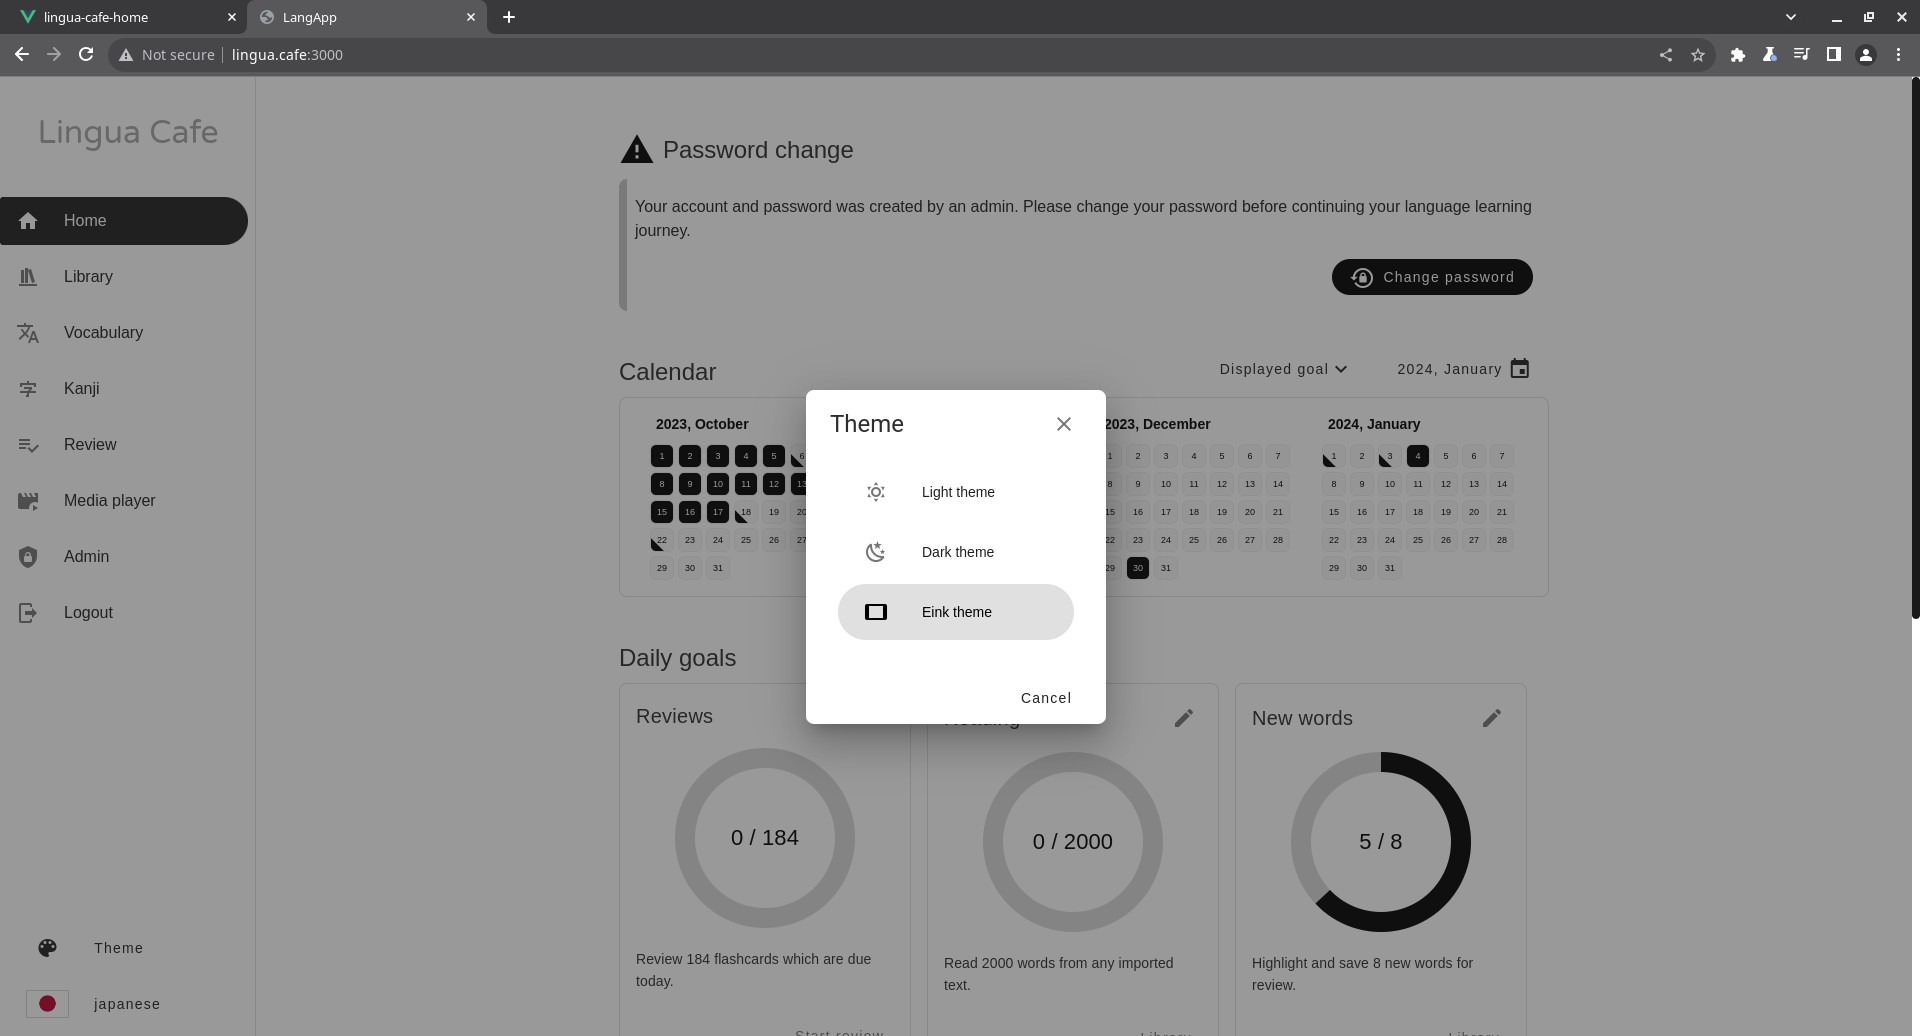 lingua-cafe-home
LangApp
Not secure
lingua.cafe:3000
Lingua Cafe
Home
Library
Vocabulary
Kanji
Review
Media player
Admin
Logout
Theme
japanese
Password change
Your account and password was created by an admin. Please change your password before continuing your language learning
journey.
Change password
Calendar
Displayed goal
2024, January
2023, October
1 2 3 4 5 6
8 9 10 11 12 13
15 16 17 18 19 20
22 23 24 25 26 27
29 30 31
2023, December
1 2 3 4 5 6 7
8 9 10 11 12 13 14
15 16 17 18 19 20 21
22 23 24 25 26 27 28
29 30 31
2024, January
1 2 3 4 5 6 7
8 9 10 11 12 13 14
15 16 17 18 19 20 21
22 23 24 25 26 27 28
29 30 31
Theme
Light theme
Dark theme
Eink theme
Cancel
Daily goals
Reviews
0 / 184
Review 184 flashcards which are due
today.
Start review
0 / 2000
Read 2000 words from any imported
text.
Library
New words
5 / 8
Highlight and save 8 new words for
review.
Library